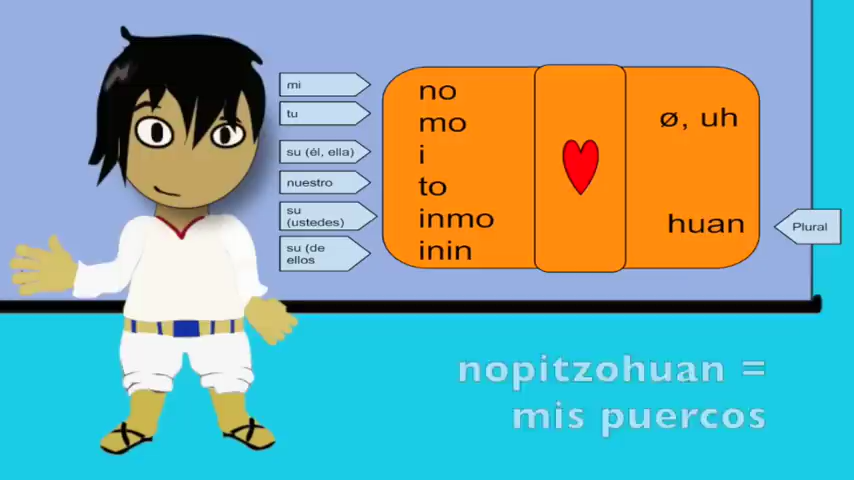 mi
tu
su (él, ella)
nuestro
su
(ustedes)
su (de
ellos
no
mo
i
to
inmo
inin
ø, uh
huan
Plural
nopitzohuan =
mis puercos